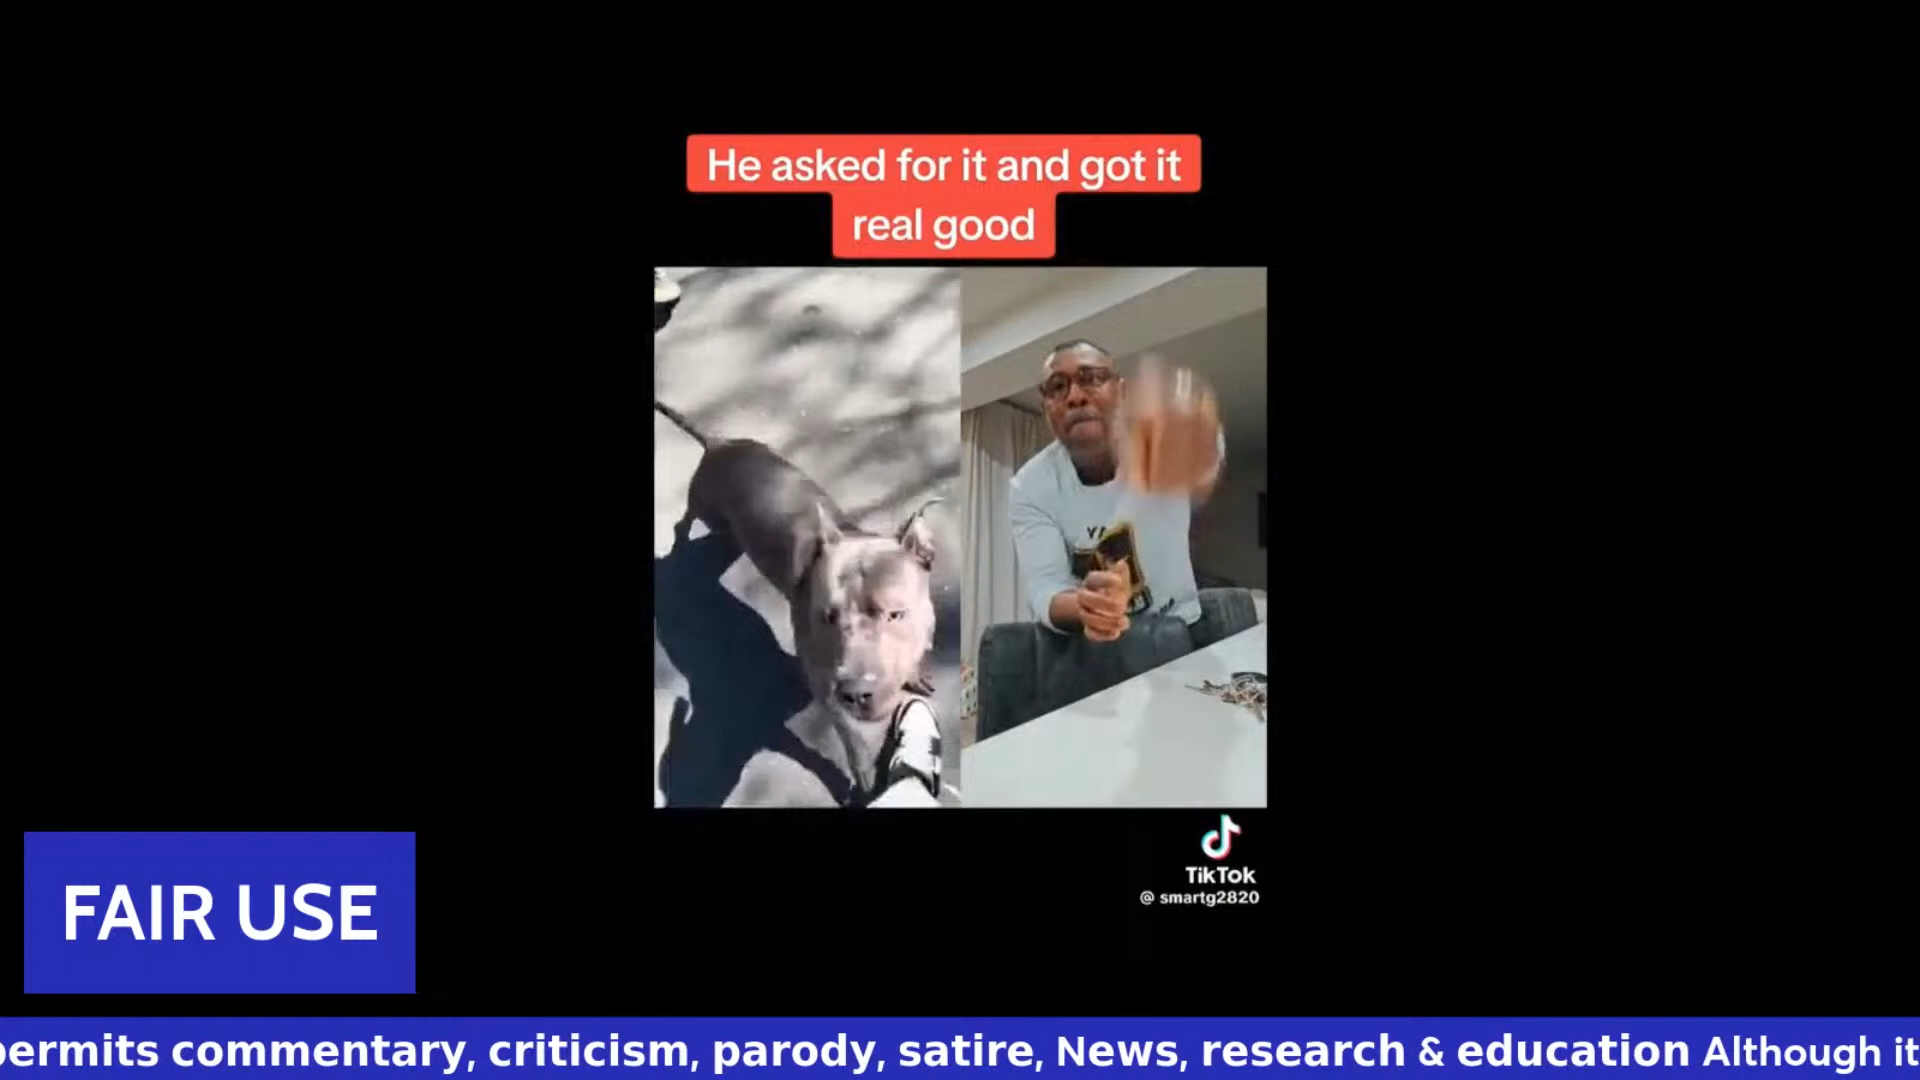 He asked for it and got it
real good
TikTok
@ smartg2820
FAIR USE
permits commentary, criticism, parody, satire, News, research & education Although it